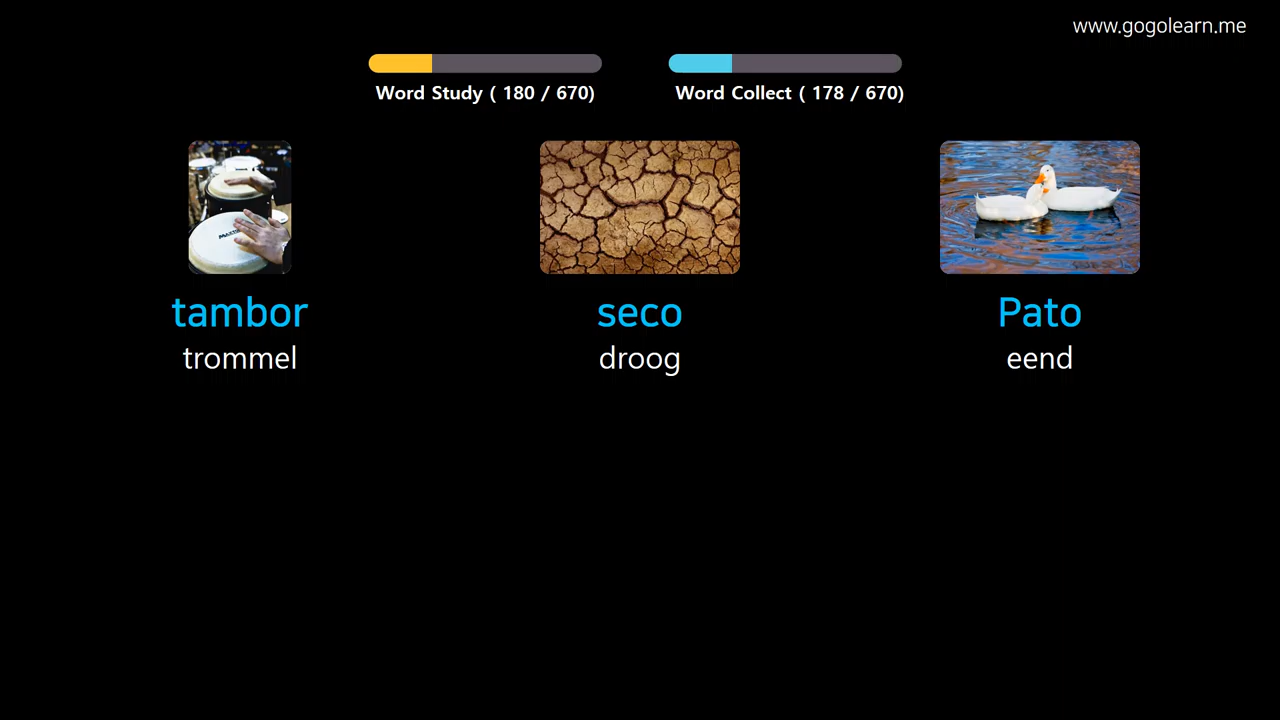 www.gogolearn.me
Word Study ( 180 / 670)
Word Collect ( 178 / 670)
tambor
seco
Pato
trommel
droog
eend